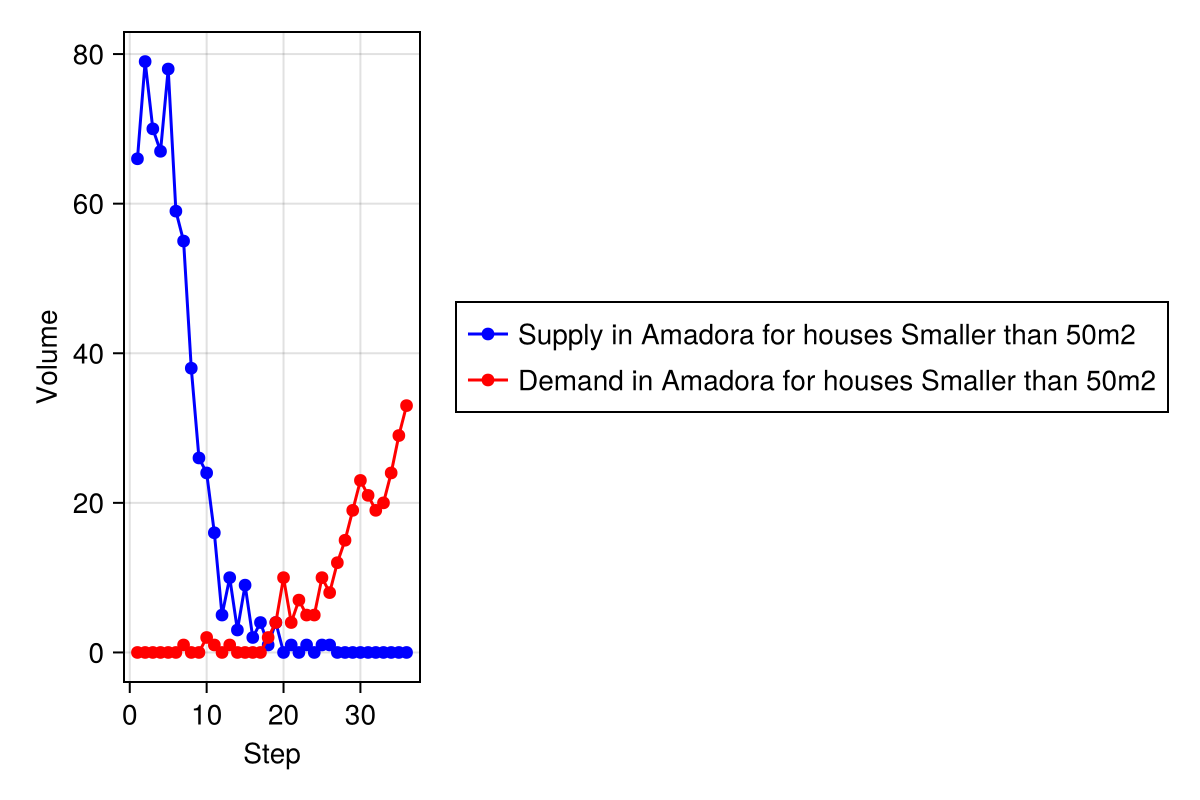 80
60
40
20
0
Volume
0 10 20 30
Step
Supply in Amadora for houses Smaller than 50m2
Demand in Amadora for houses Smaller than 50m2